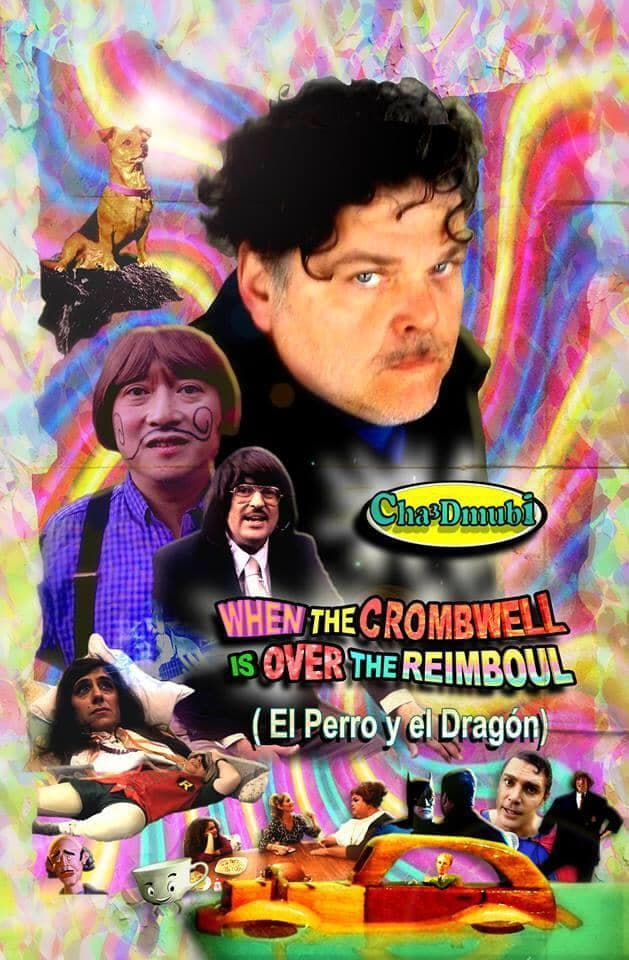 Cha³Dmubi
WHEN THE CROMBWELL
IS OVER THE REIMBOUL
( El Perro y el Dragón)
R